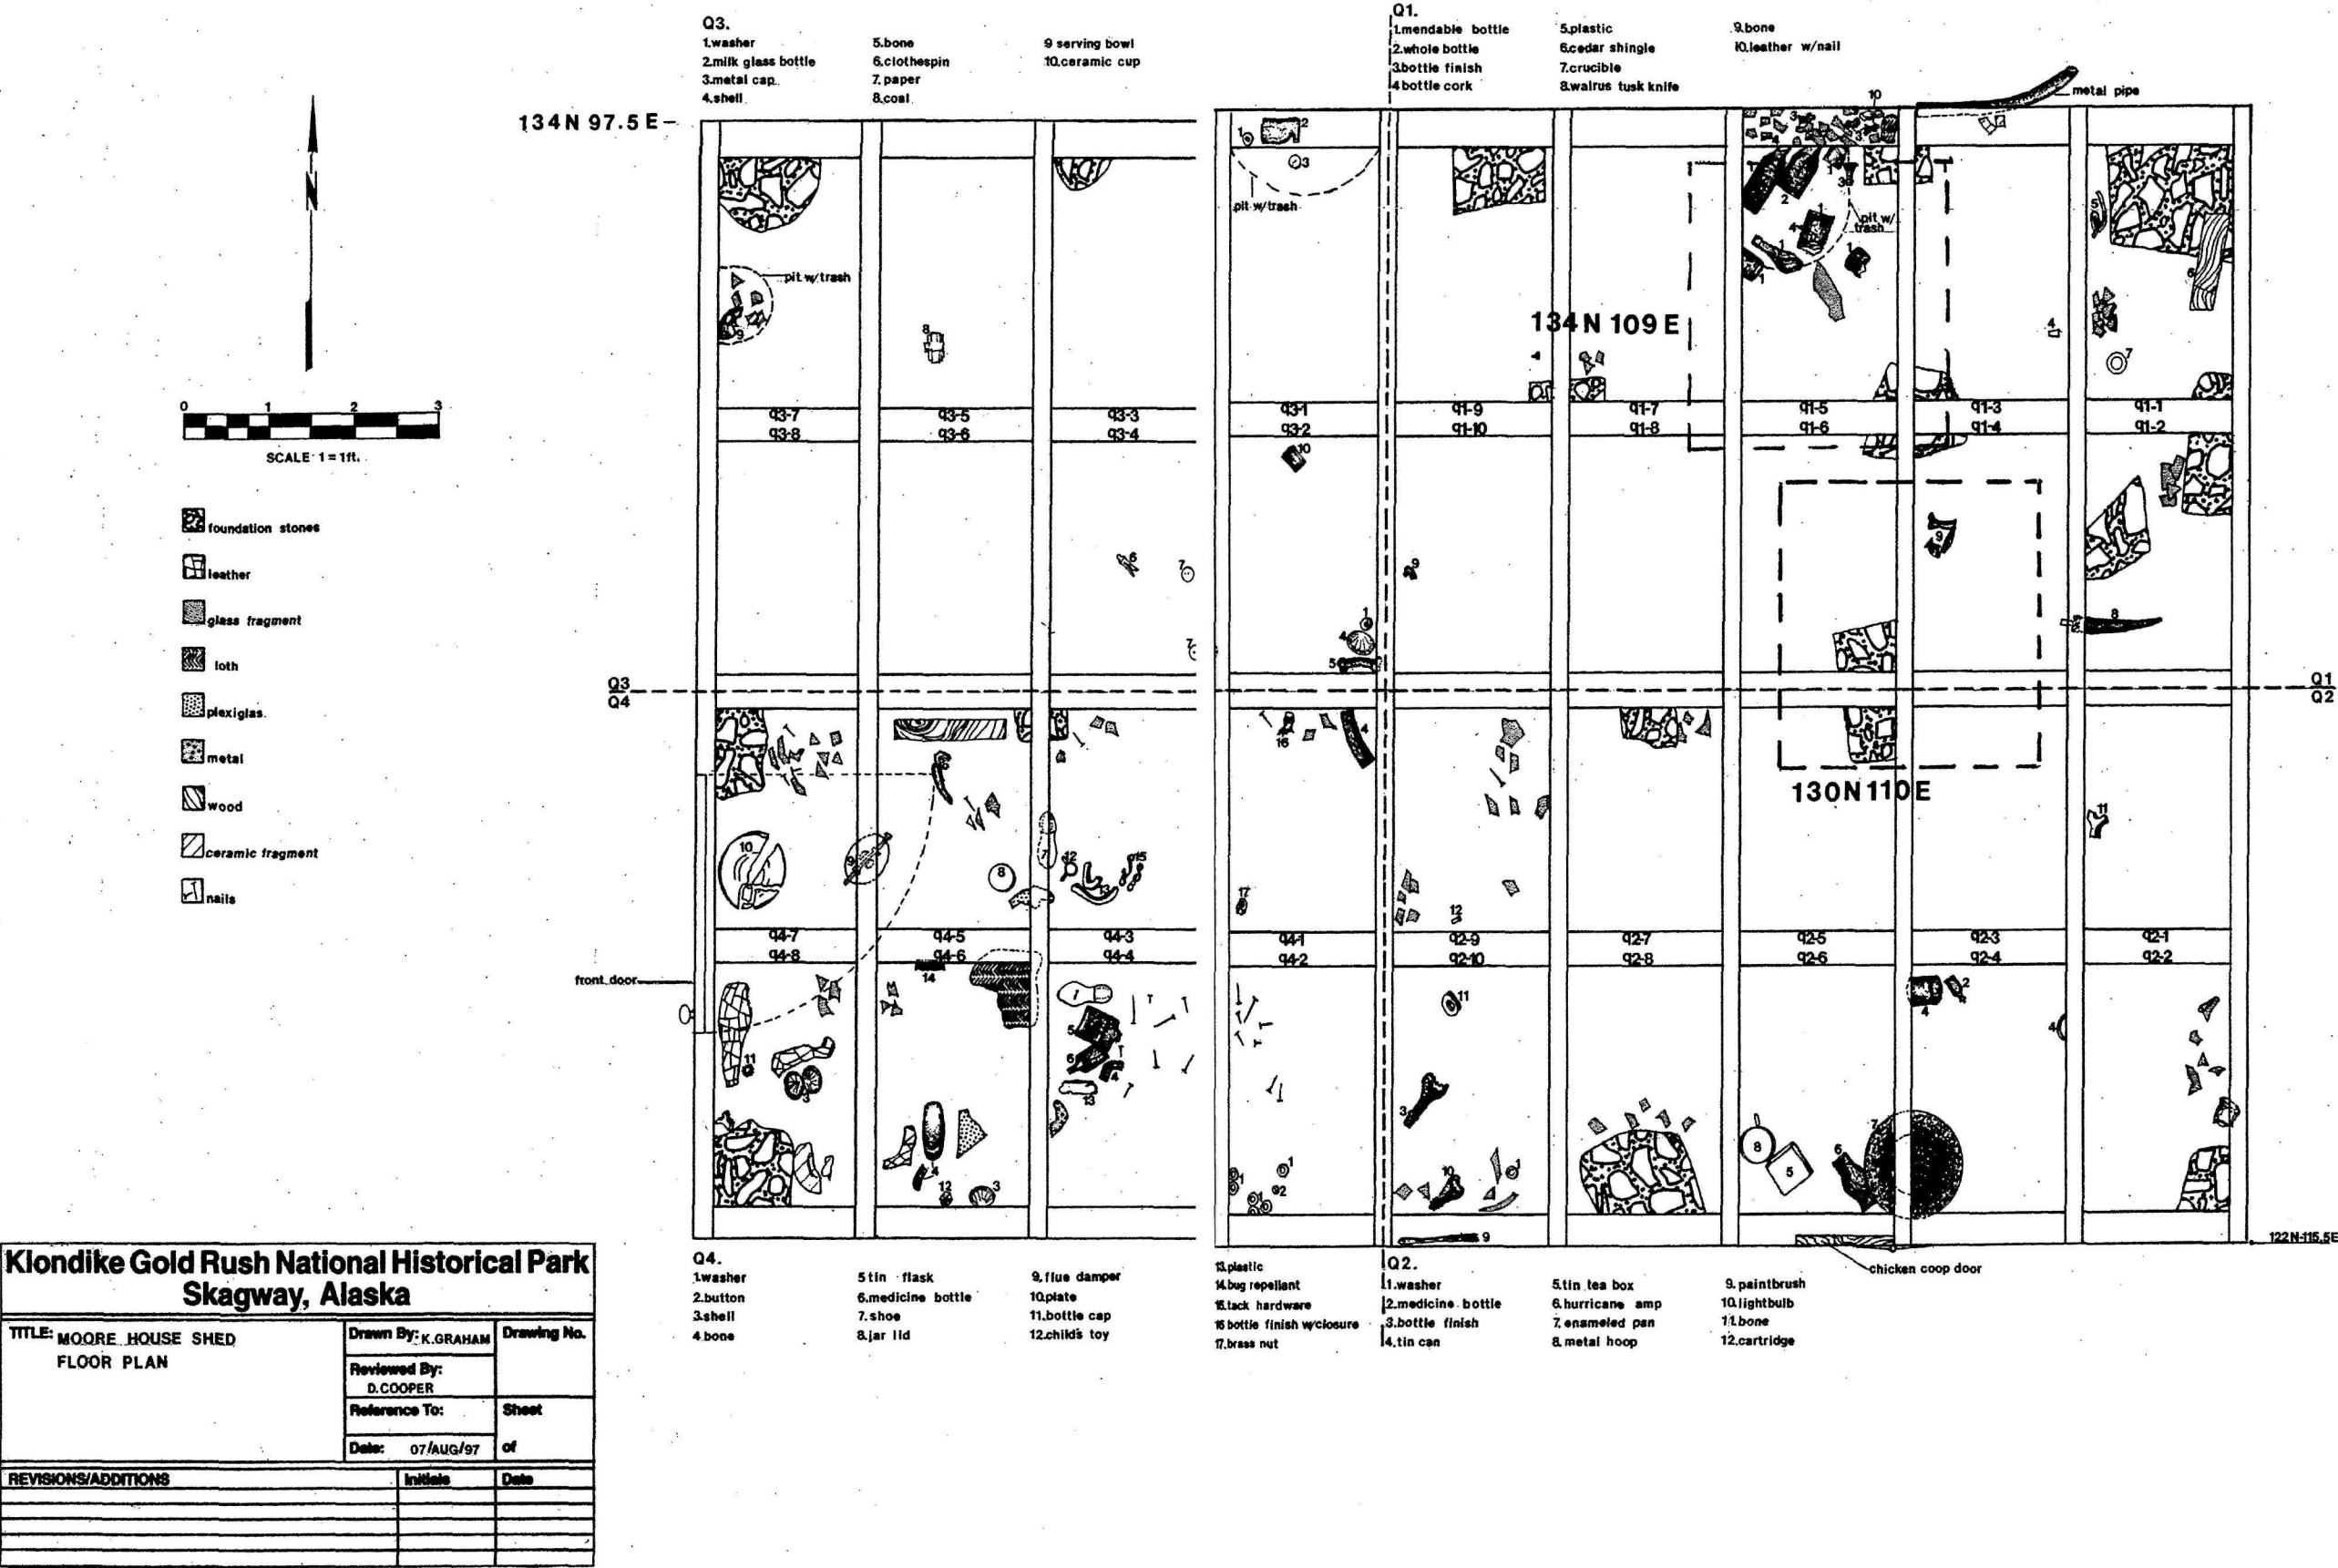 Q3.
1.washer
2.milk glass bottle
3.metal cap.
4.shell
5.bone
6.clothespin
7. paper
8.coal
9 serving bowl
10.ceramic cup
Q1.
1.mendable bottle
2.whole bottle
3.bottle finish
4 bottle cork
5.plastic
6.cedar shingle
7.crucible
8.walrus tusk knife
9.bone
10.leather w/nail
134N 97.5E
N
0 1 2 3
SCALE 1=1ft.
foundation stones
leather
glass fragment
loth
plexiglas.
metal
wood
ceramic fragment
nails
metal pipe
pit w/trash
pit w/trash
pit w/
trash
134N 109E
q3-7 q3-5 q3-3 q3-1 q1-9 q1-7 q1-5 q1-3 q1-1
q3-8 q3-6 q3-4 q3-2 q1-10 q1-8 q1-6 q1-4 q1-2
Q3
Q4
Q1
Q2
130N110E
q4-7 q4-5 q4-3 q4-1 q2-9 q2-7 q2-5 q2-3 q2-1
q4-8 q4-6 q4-4 q4-2 q2-10 q2-8 q2-6 q2-4 q2-2
front door
122N-115.5E
chicken coop door
Q4.
1.washer
2.button
3.shell
4.bone
5 tin flask
6.medicine bottle
7. shoe
8.jar lid
9. flue damper
10.plate
11.bottle cap
12.child's toy
13.plastic
14.bug repellant
15.tack hardware
16 bottle finish w/closure
17.brass nut
Q2.
1.washer
2.medicine bottle
3.bottle finish
4.tin can
5.tin tea box
6.hurricane amp
7. enameled pan
8. metal hoop
9. paintbrush
10.lightbulb
11.bone
12.cartridge
Klondike Gold Rush National Historical Park
Skagway, Alaska
TITLE: MOORE HOUSE SHED
FLOOR PLAN
Drawn By: K.GRAHAM
Drawing No.
Reviewed By:
D.COOPER
Reference To:
Sheet
Date: 07/AUG/97
of
REVISIONS/ADDITIONS Initials Date